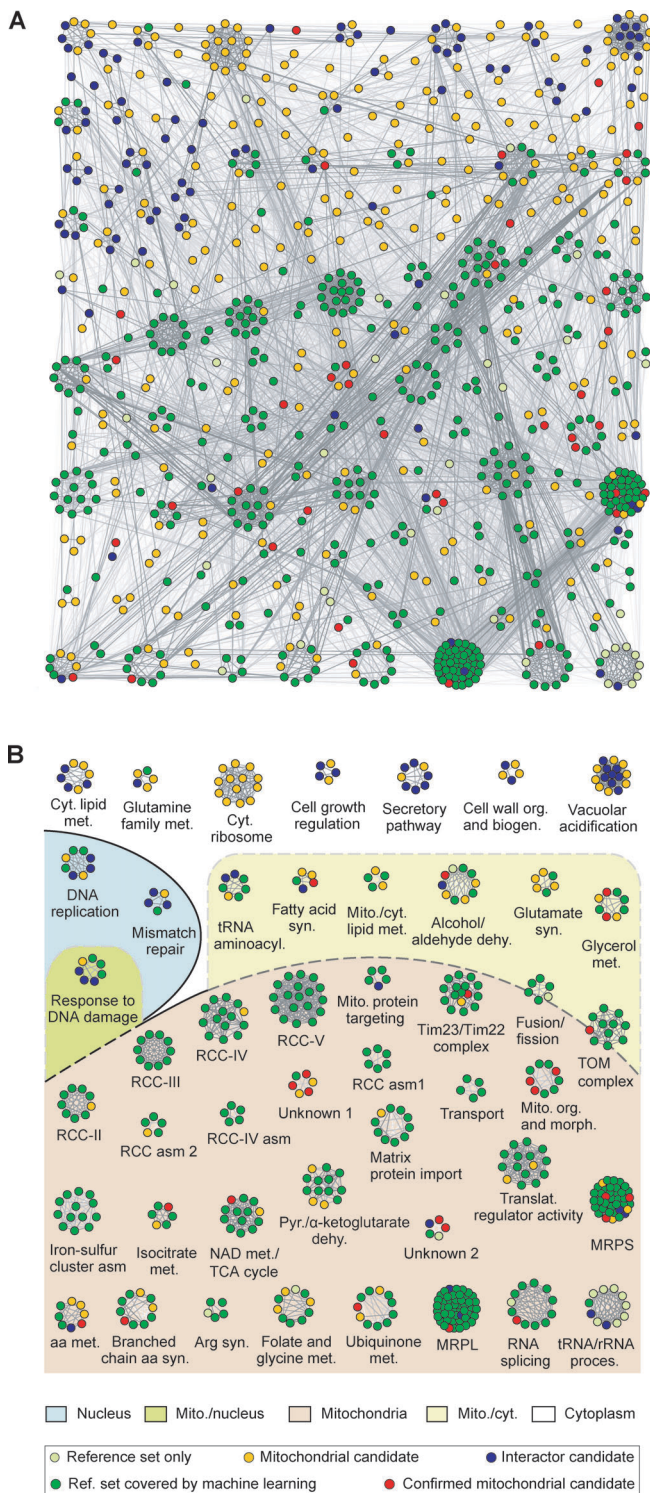 A
B
Cyt. lipid
met.
Glutamine
family met.
Cyt.
ribosome
Cell growth
regulation
Secretory
pathway
Cell wall org.
and biogen.
Vacuolar
acidification
DNA
replication
Mismatch
repair
Response to
DNA damage
tRNA
aminoacyl.
Fatty acid
syn.
Mito./cyt.
lipid met.
Alcohol/
aldehyde dehy.
Glutamate
syn.
Glycerol
met.
RCC-II
RCC-III
RCC-IV
RCC-V
Mito. protein
targeting
Tim23/Tim22
complex
Fusion/
fission
TOM
complex
RCC asm 2
RCC-IV asm
Unknown 1
RCC asm1
Matrix
protein import
Transport
Mito. org.
and morph.
Iron-sulfur
cluster asm
Isocitrate
met.
NAD met./
TCA cycle
Pyr./α-ketoglutarate
dehy.
Unknown 2
Translat.
regulator activity
MRPS
aa met.
Branched
chain aa syn.
Arg syn.
Folate and
glycine met.
Ubiquinone
met.
MRPL
RNA
splicing
tRNA/rRNA
proces.
Nucleus Mito./nucleus Mitochondria Mito./cyt. Cytoplasm
Reference set only Mitochondrial candidate Interactor candidate
Ref. set covered by machine learning Confirmed mitochondrial candidate